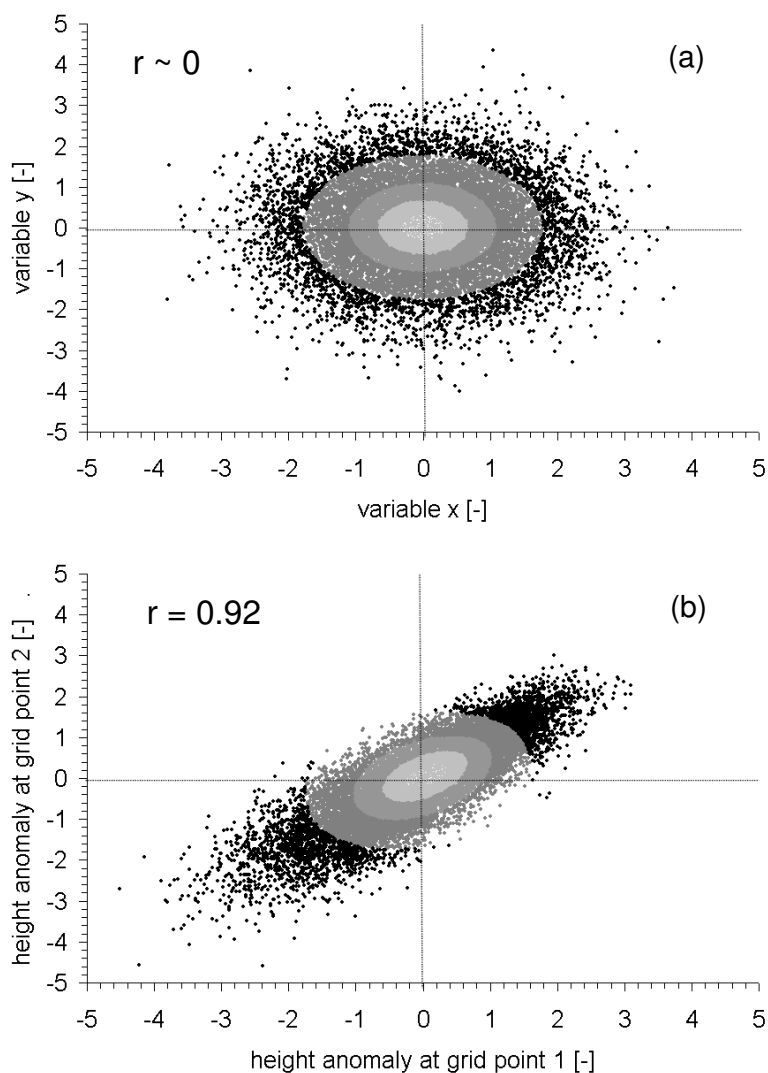 r ~ 0
(a)
5
4
3
2
1
0
-1
-2
-3
-4
-5
variable y [-]
-5 -4 -3 -2 -1 0 1 2 3 4 5
variable x [-]
r = 0.92
(b)
5
4
3
2
1
0
-1
-2
-3
-4
-5
height anomaly at grid point 2 [-]
-5 -4 -3 -2 -1 0 1 2 3 4 5
height anomaly at grid point 1 [-]